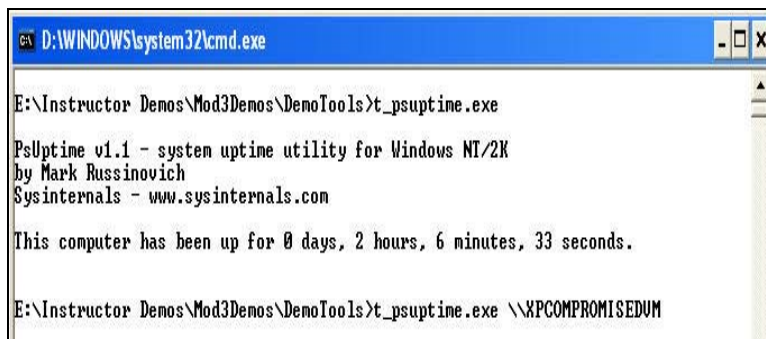 D:\WINDOWS\system32\cmd.exe
E:\Instructor Demos\Mod3Demos\DemoTools>t_psuptime.exe
PsUptime v1.1 - system uptime utility for Windows NT/2K
by Mark Russinovich
Sysinternals - www.sysinternals.com
This computer has been up for 0 days, 2 hours, 6 minutes, 33 seconds.
E:\Instructor Demos\Mod3Demos\DemoTools>t_psuptime.exe \\XPCOMPROMISEDVM